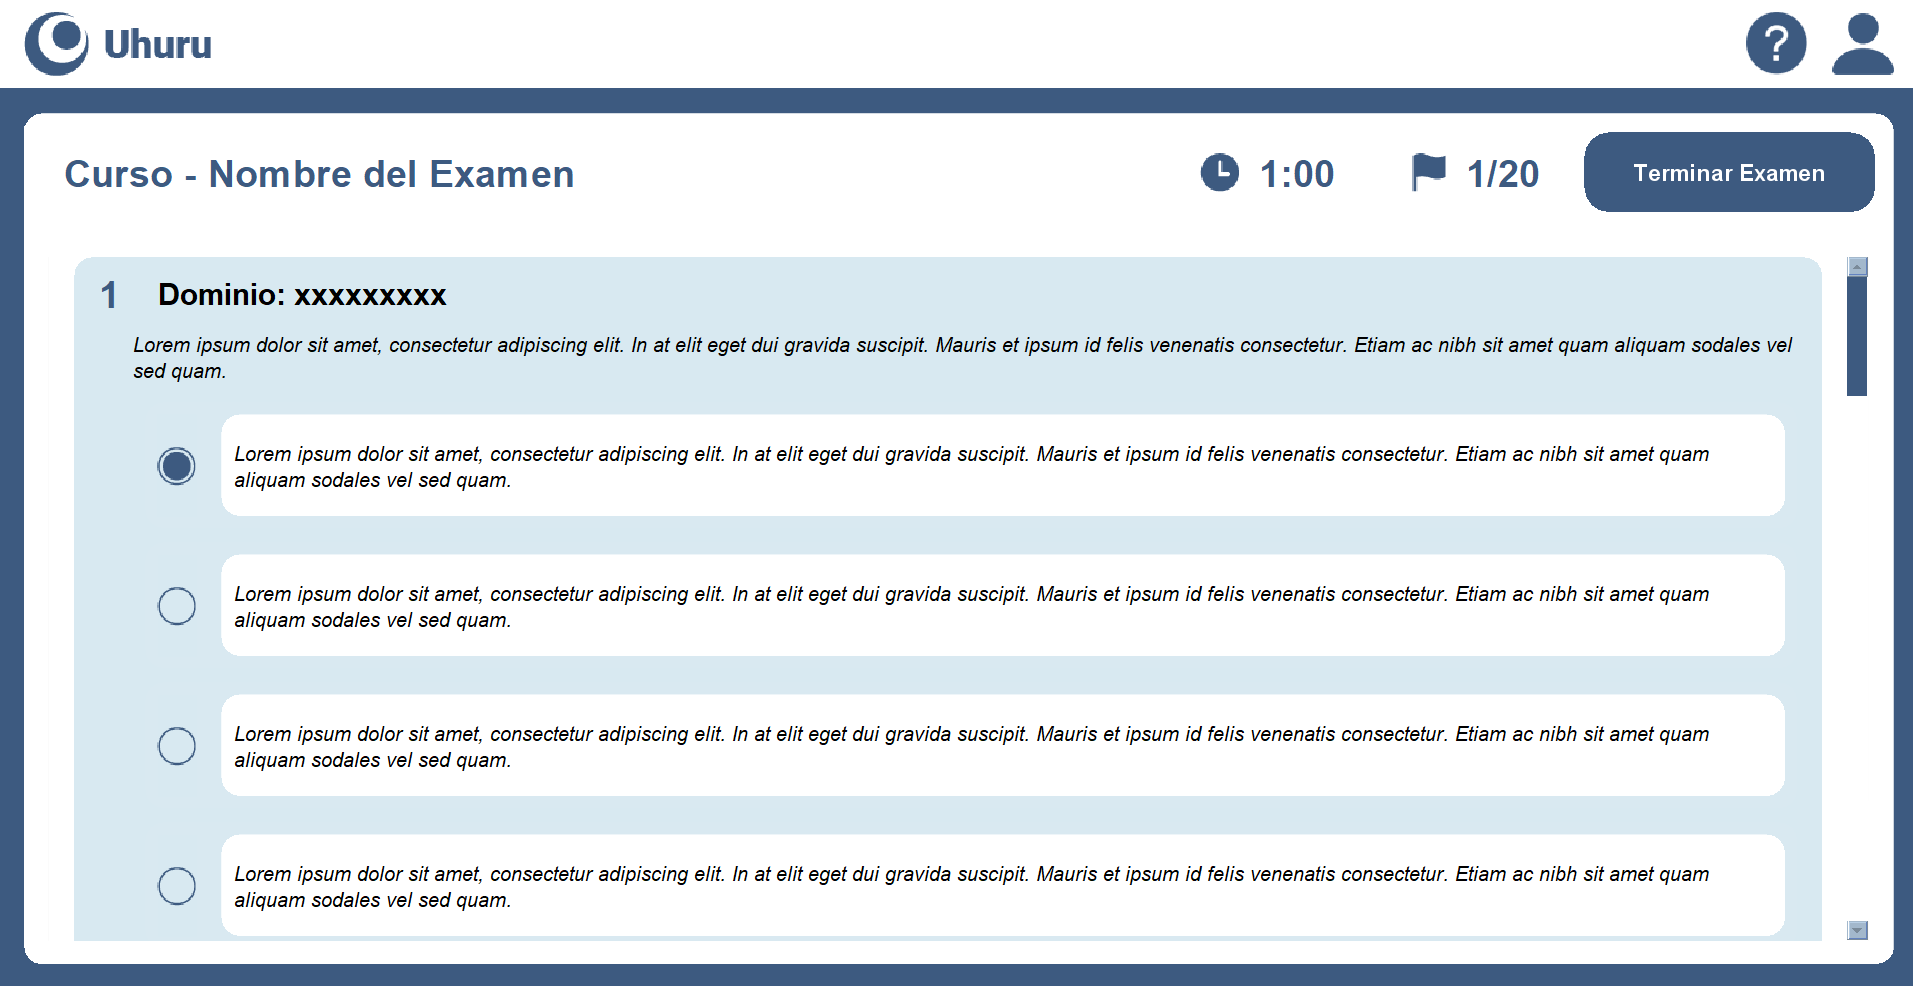 Uhuru
?
Curso - Nombre del Examen
1:00
1/20
Terminar Examen
1 Dominio: xxxxxxxxx
Lorem ipsum dolor sit amet, consectetur adipiscing elit. In at elit eget dui gravida suscipit. Mauris et ipsum id felis venenatis consectetur. Etiam ac nibh sit amet quam aliquam sodales vel
sed quam.
Lorem ipsum dolor sit amet, consectetur adipiscing elit. In at elit eget dui gravida suscipit. Mauris et ipsum id felis venenatis consectetur. Etiam ac nibh sit amet quam
aliquam sodales vel sed quam.
Lorem ipsum dolor sit amet, consectetur adipiscing elit. In at elit eget dui gravida suscipit. Mauris et ipsum id felis venenatis consectetur. Etiam ac nibh sit amet quam
aliquam sodales vel sed quam.
Lorem ipsum dolor sit amet, consectetur adipiscing elit. In at elit eget dui gravida suscipit. Mauris et ipsum id felis venenatis consectetur. Etiam ac nibh sit amet quam
aliquam sodales vel sed quam.
Lorem ipsum dolor sit amet, consectetur adipiscing elit. In at elit eget dui gravida suscipit. Mauris et ipsum id felis venenatis consectetur. Etiam ac nibh sit amet quam
aliquam sodales vel sed quam.